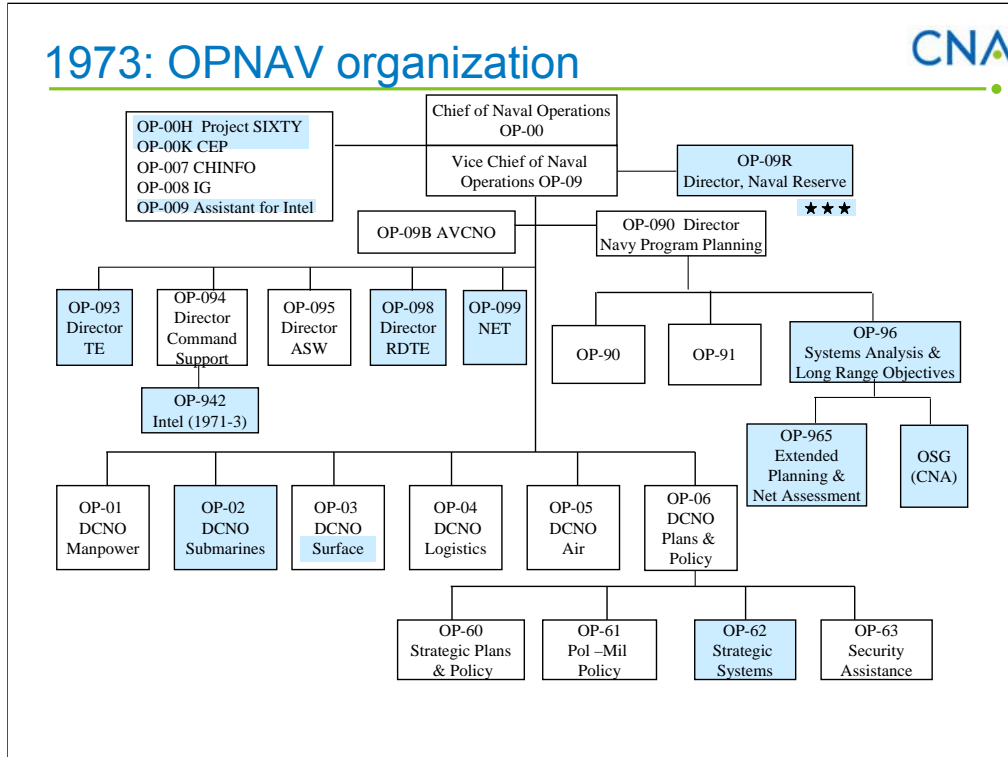 1973: OPNAV organization
CNA
Chief of Naval Operations
OP-00
Vice Chief of Naval
Operations OP-09
OP-00H Project SIXTY
OP-00K CEP
OP-007 CHINFO
OP-008 IG
OP-009 Assistant for Intel
OP-09R
Director, Naval Reserve
★★★
OP-09B AVCNO
OP-090 Director
Navy Program Planning
OP-093
Director
TE
OP-094
Director
Command
Support
OP-095
Director
ASW
OP-098
Director
RDTE
OP-099
NET
OP-90
OP-91
OP-96
Systems Analysis &
Long Range Objectives
OP-942
Intel (1971-3)
OP-965
Extended
Planning &
Net Assessment
OSG
(CNA)
OP-01
DCNO
Manpower
OP-02
DCNO
Submarines
OP-03
DCNO
Surface
OP-04
DCNO
Logistics
OP-05
DCNO
Air
OP-06
DCNO
Plans &
Policy
OP-60
Strategic Plans
& Policy
OP-61
Pol –Mil
Policy
OP-62
Strategic
Systems
OP-63
Security
Assistance